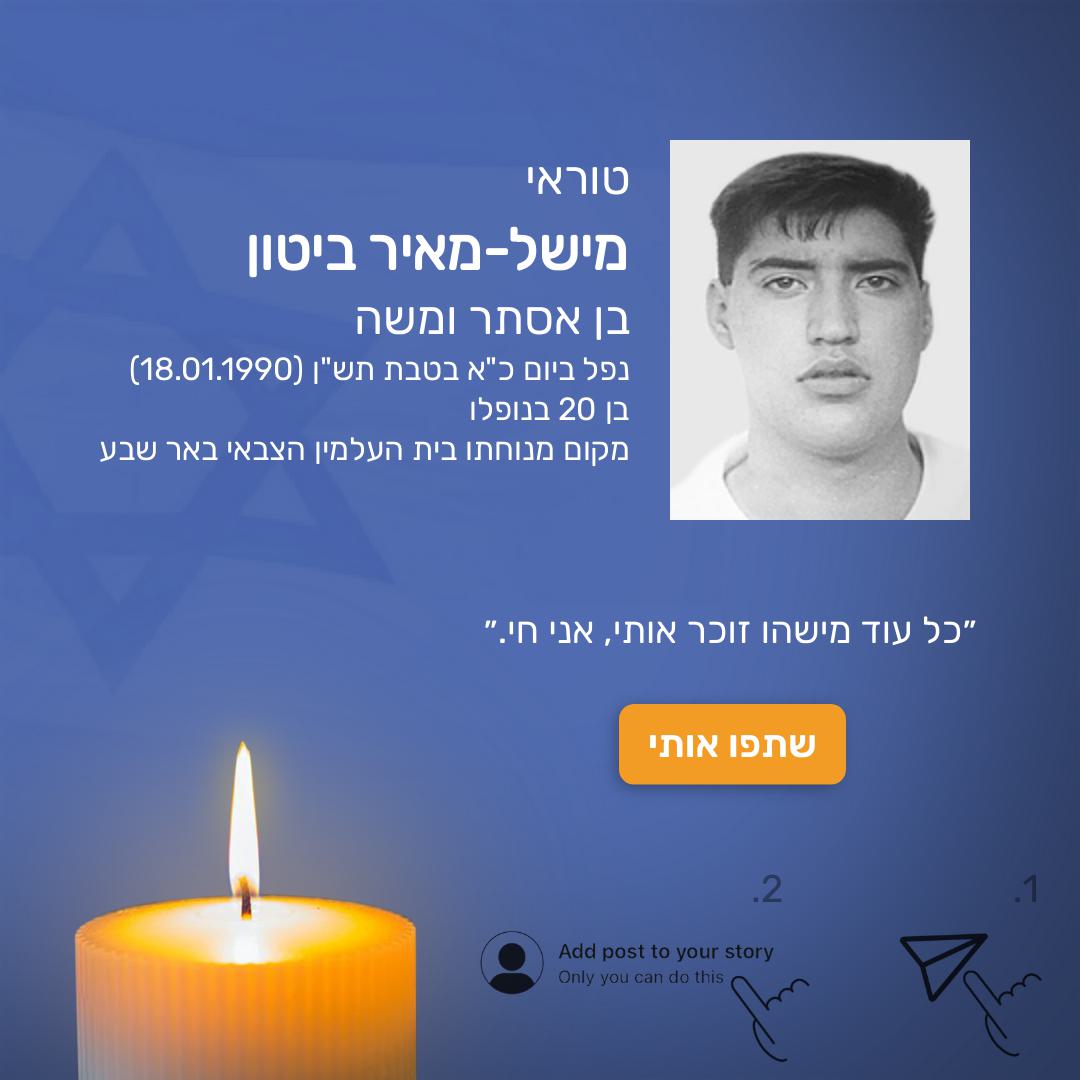 טוראי
מישל-מאיר ביטון
בן אסתר ומשה
נפל ביום כ"א בטבת תש"ן (18.01.1990)
בן 20 בנופלו
מקום מנוחתו בית העלמין הצבאי באר שבע
״כל עוד מישהו זוכר אותי, אני חי.״
שתפו אותי
.1
.2
Add post to your story
Only you can do this